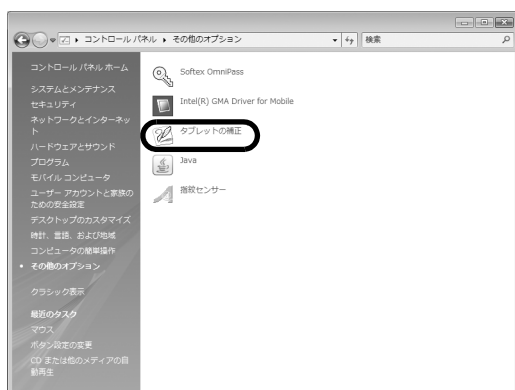 コントロール パネル ▸ その他のオプション
検索
コントロール パネル ホーム
システムとメンテナンス
セキュリティ
ネットワークとインターネッ
ト
ハードウェアとサウンド
プログラム
モバイル コンピュータ
ユーザー アカウントと家族の
ための安全設定
デスクトップのカスタマイズ
時計、言語、および地域
コンピュータの簡単操作
• その他のオプション
クラシック表示
最近のタスク
マウス
ボタン設定の変更
CD または他のメディアの自
動再生
Softex OmniPass
Intel(R) GMA Driver for Mobile
タブレットの補正
Java
指紋センサー